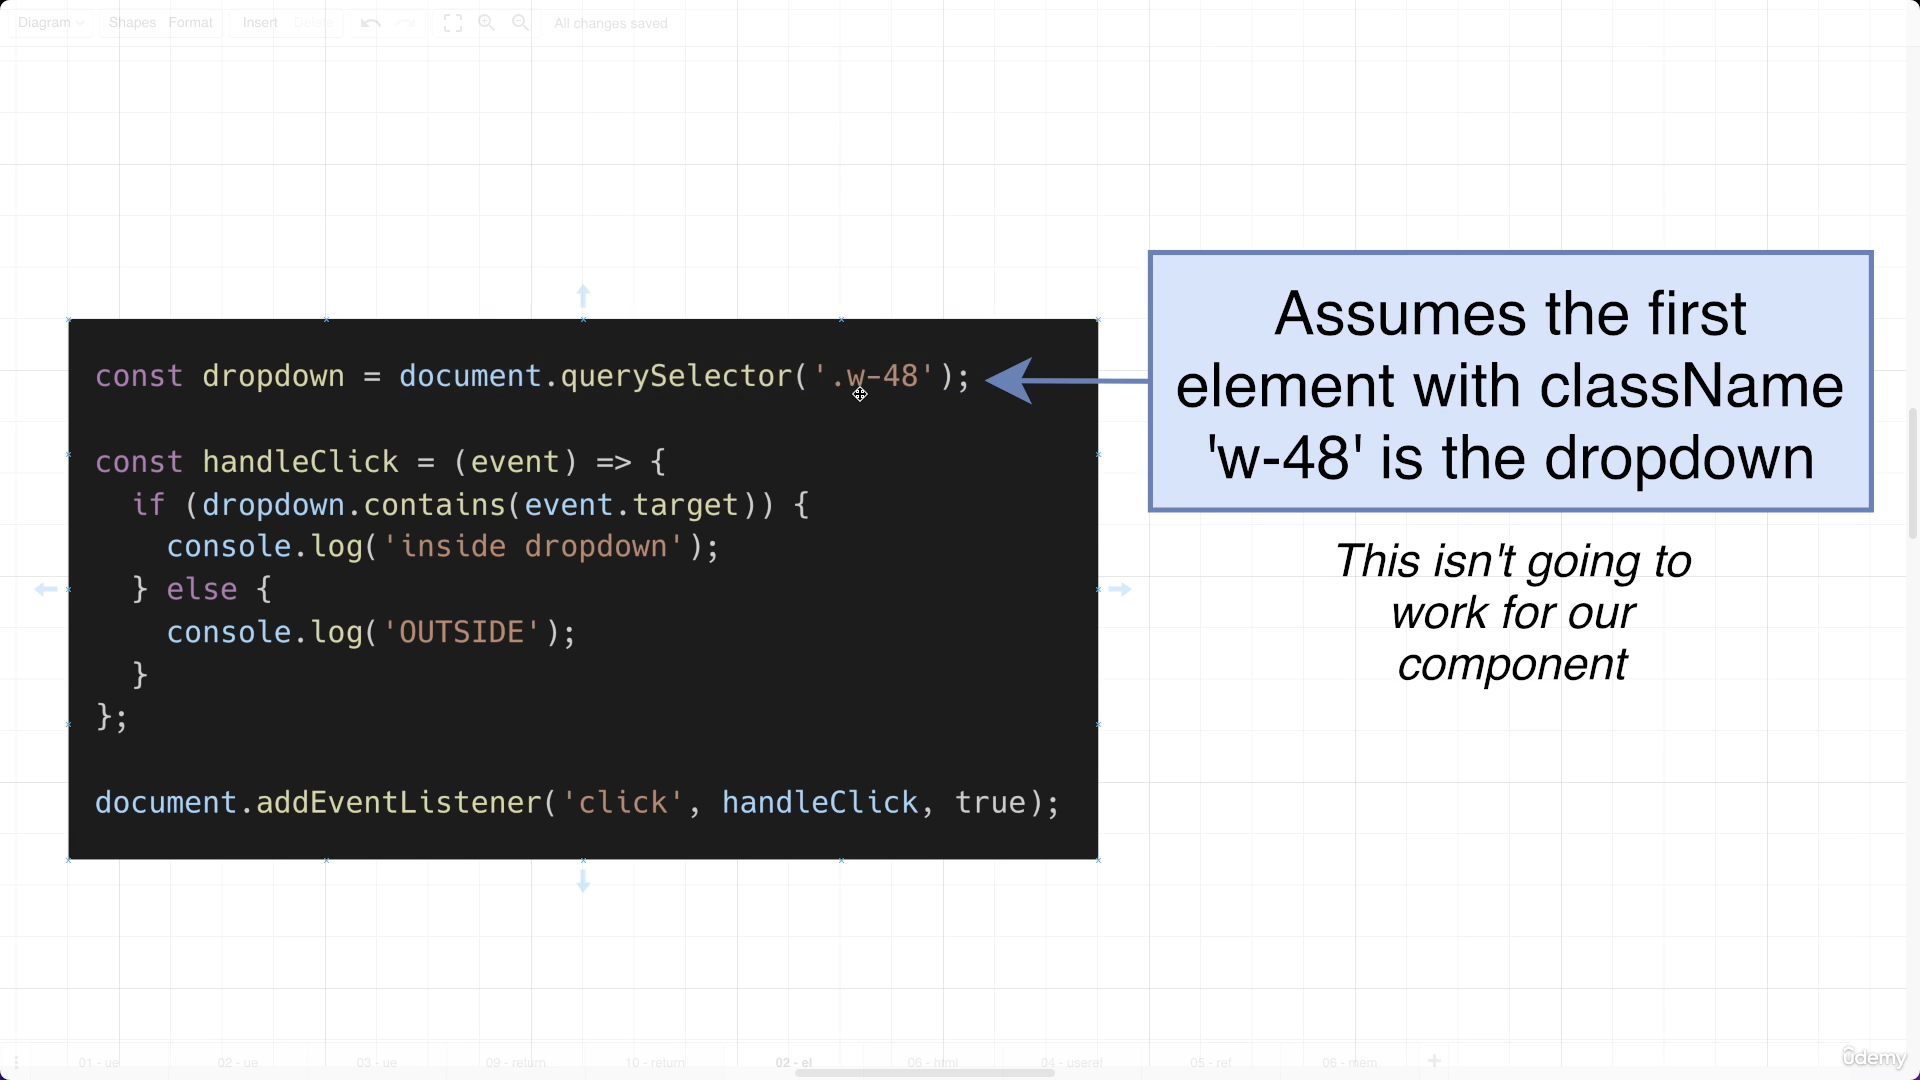 Diagram Shapes Format Insert Delete All changes saved
const dropdown = document.querySelector('.w-48');
const handleClick = (event) => {
if (dropdown.contains(event.target)) {
console.log('inside dropdown');
} else {
console.log('OUTSIDE');
}
};
document.addEventListener('click', handleClick, true);
Assumes the first
element with className
'w-48' is the dropdown
This isn't going to
work for our
component
01 - ue 02 - ue 03 - ue 09 - return 10 - return 02 - el 06 - html 04 - useref 05 - ref 06 - mem
ûdemy